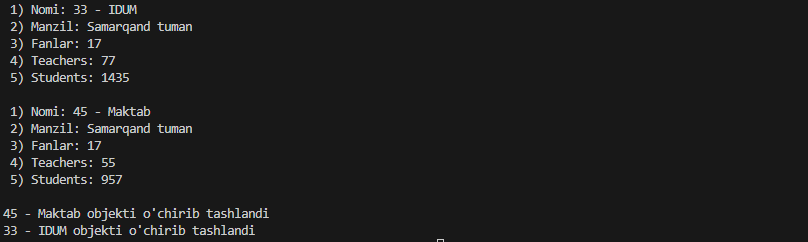 1) Nomi: 33 - IDUM
2) Manzil: Samarqand tuman
3) Fanlar: 17
4) Teachers: 77
5) Students: 1435
1) Nomi: 45 - Maktab
2) Manzil: Samarqand tuman
3) Fanlar: 17
4) Teachers: 55
5) Students: 957
45 - Maktab objekti o'chirib tashlandi
33 - IDUM objekti o'chirib tashlandi